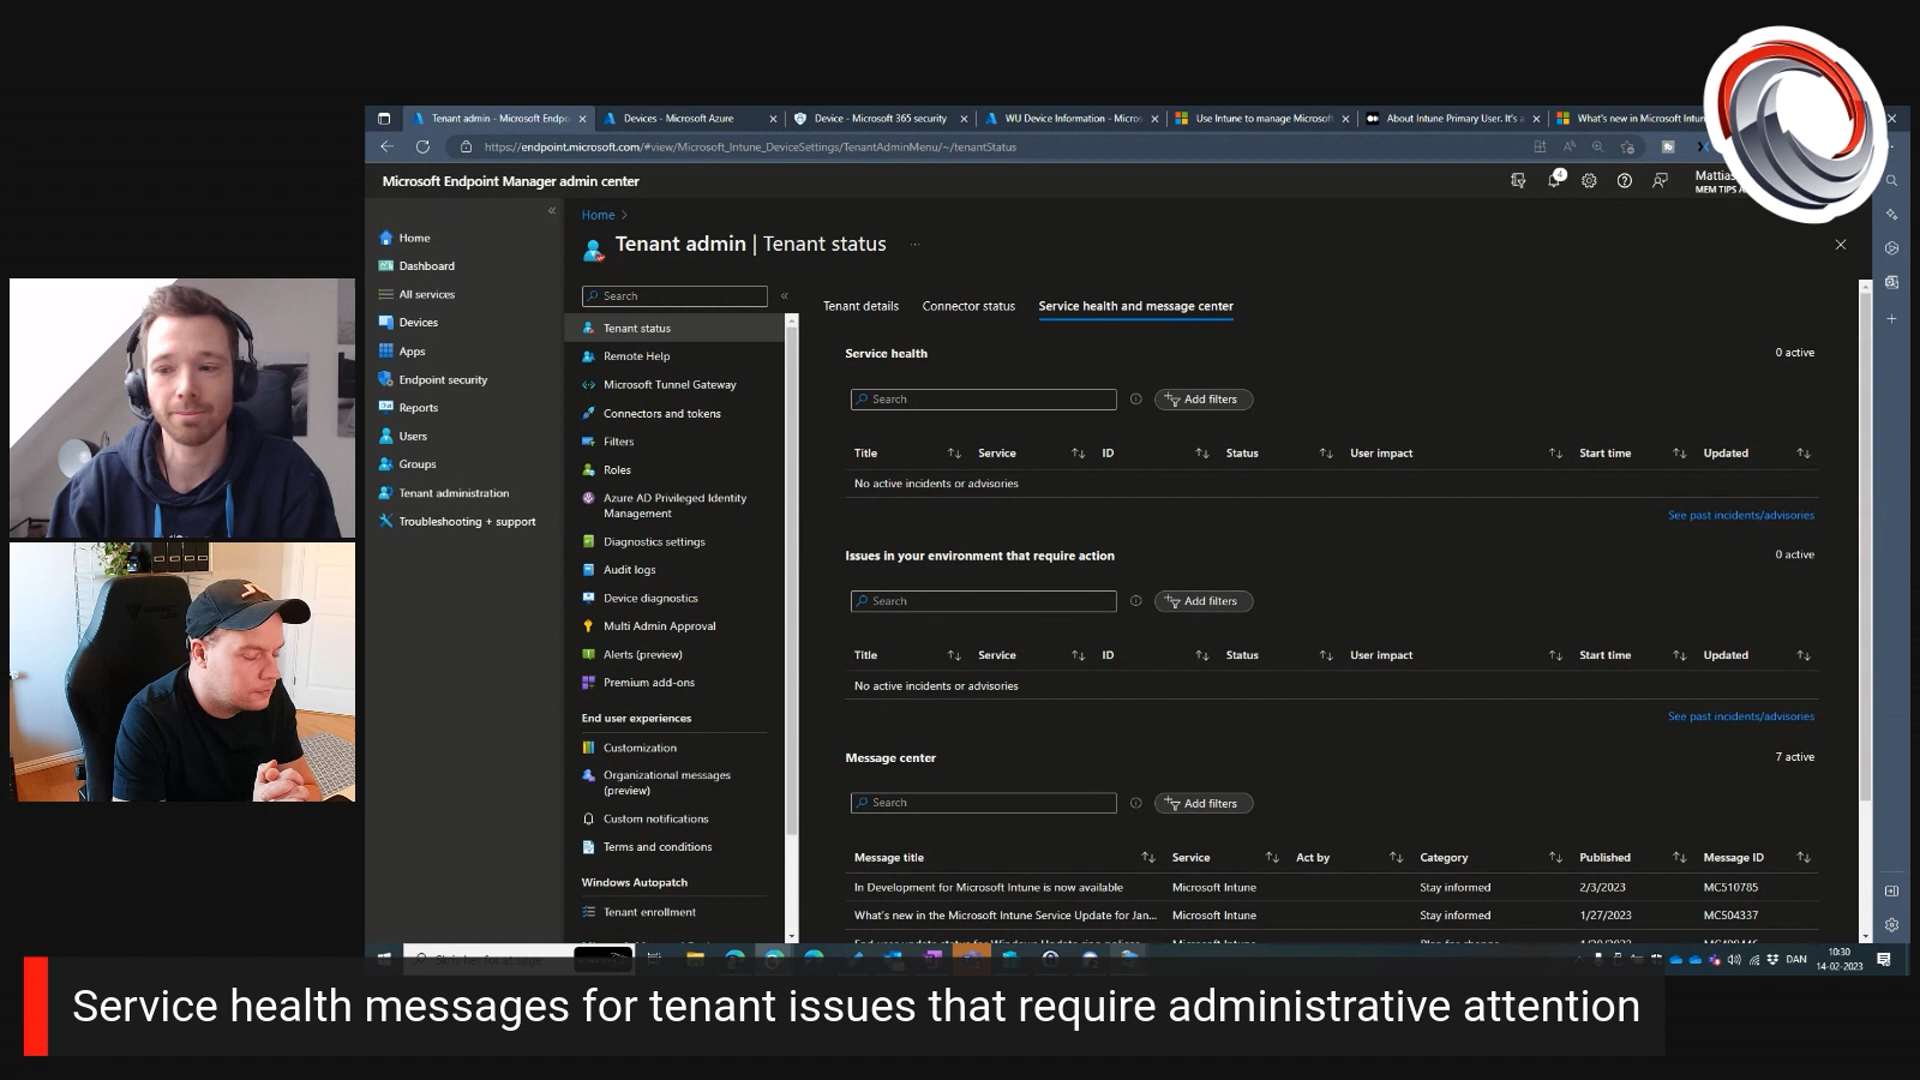 Tenant admin - Microsoft Endpo
Devices - Microsoft Azure
Device - Microsoft 365 security
WU Device Information - Micros
Use Intune to manage Microsoft
About Intune Primary User. It's a
What's new in Microsoft Intun
https://endpoint.microsoft.com/#view/Microsoft_Intune_DeviceSettings/TenantAdminMenu/~/tenantStatus
Microsoft Endpoint Manager admin center
4
Mattias
MEM TIPS A
Home
Dashboard
All services
Devices
Apps
Endpoint security
Reports
Users
Groups
Tenant administration
Troubleshooting + support
Home >
Tenant admin | Tenant status
Search
Tenant status
Remote Help
Microsoft Tunnel Gateway
Connectors and tokens
Filters
Roles
Azure AD Privileged Identity
Management
Diagnostics settings
Audit logs
Device diagnostics
Multi Admin Approval
Alerts (preview)
Premium add-ons
End user experiences
Customization
Organizational messages
(preview)
Custom notifications
Terms and conditions
Windows Autopatch
Tenant enrollment
Tenant details Connector status Service health and message center
Service health 0 active
Search Add filters
Title Service ID Status User impact Start time Updated
No active incidents or advisories
See past incidents/advisories
Issues in your environment that require action 0 active
Search Add filters
Title Service ID Status User impact Start time Updated
No active incidents or advisories
See past incidents/advisories
Message center 7 active
Search Add filters
Message title Service Act by Category Published Message ID
In Development for Microsoft Intune is now available Microsoft Intune Stay informed 2/3/2023 MC510785
What's new in the Microsoft Intune Service Update for Jan... Microsoft Intune Stay informed 1/27/2023 MC504337
DAN
10:30
14-02-2023
Service health messages for tenant issues that require administrative attention